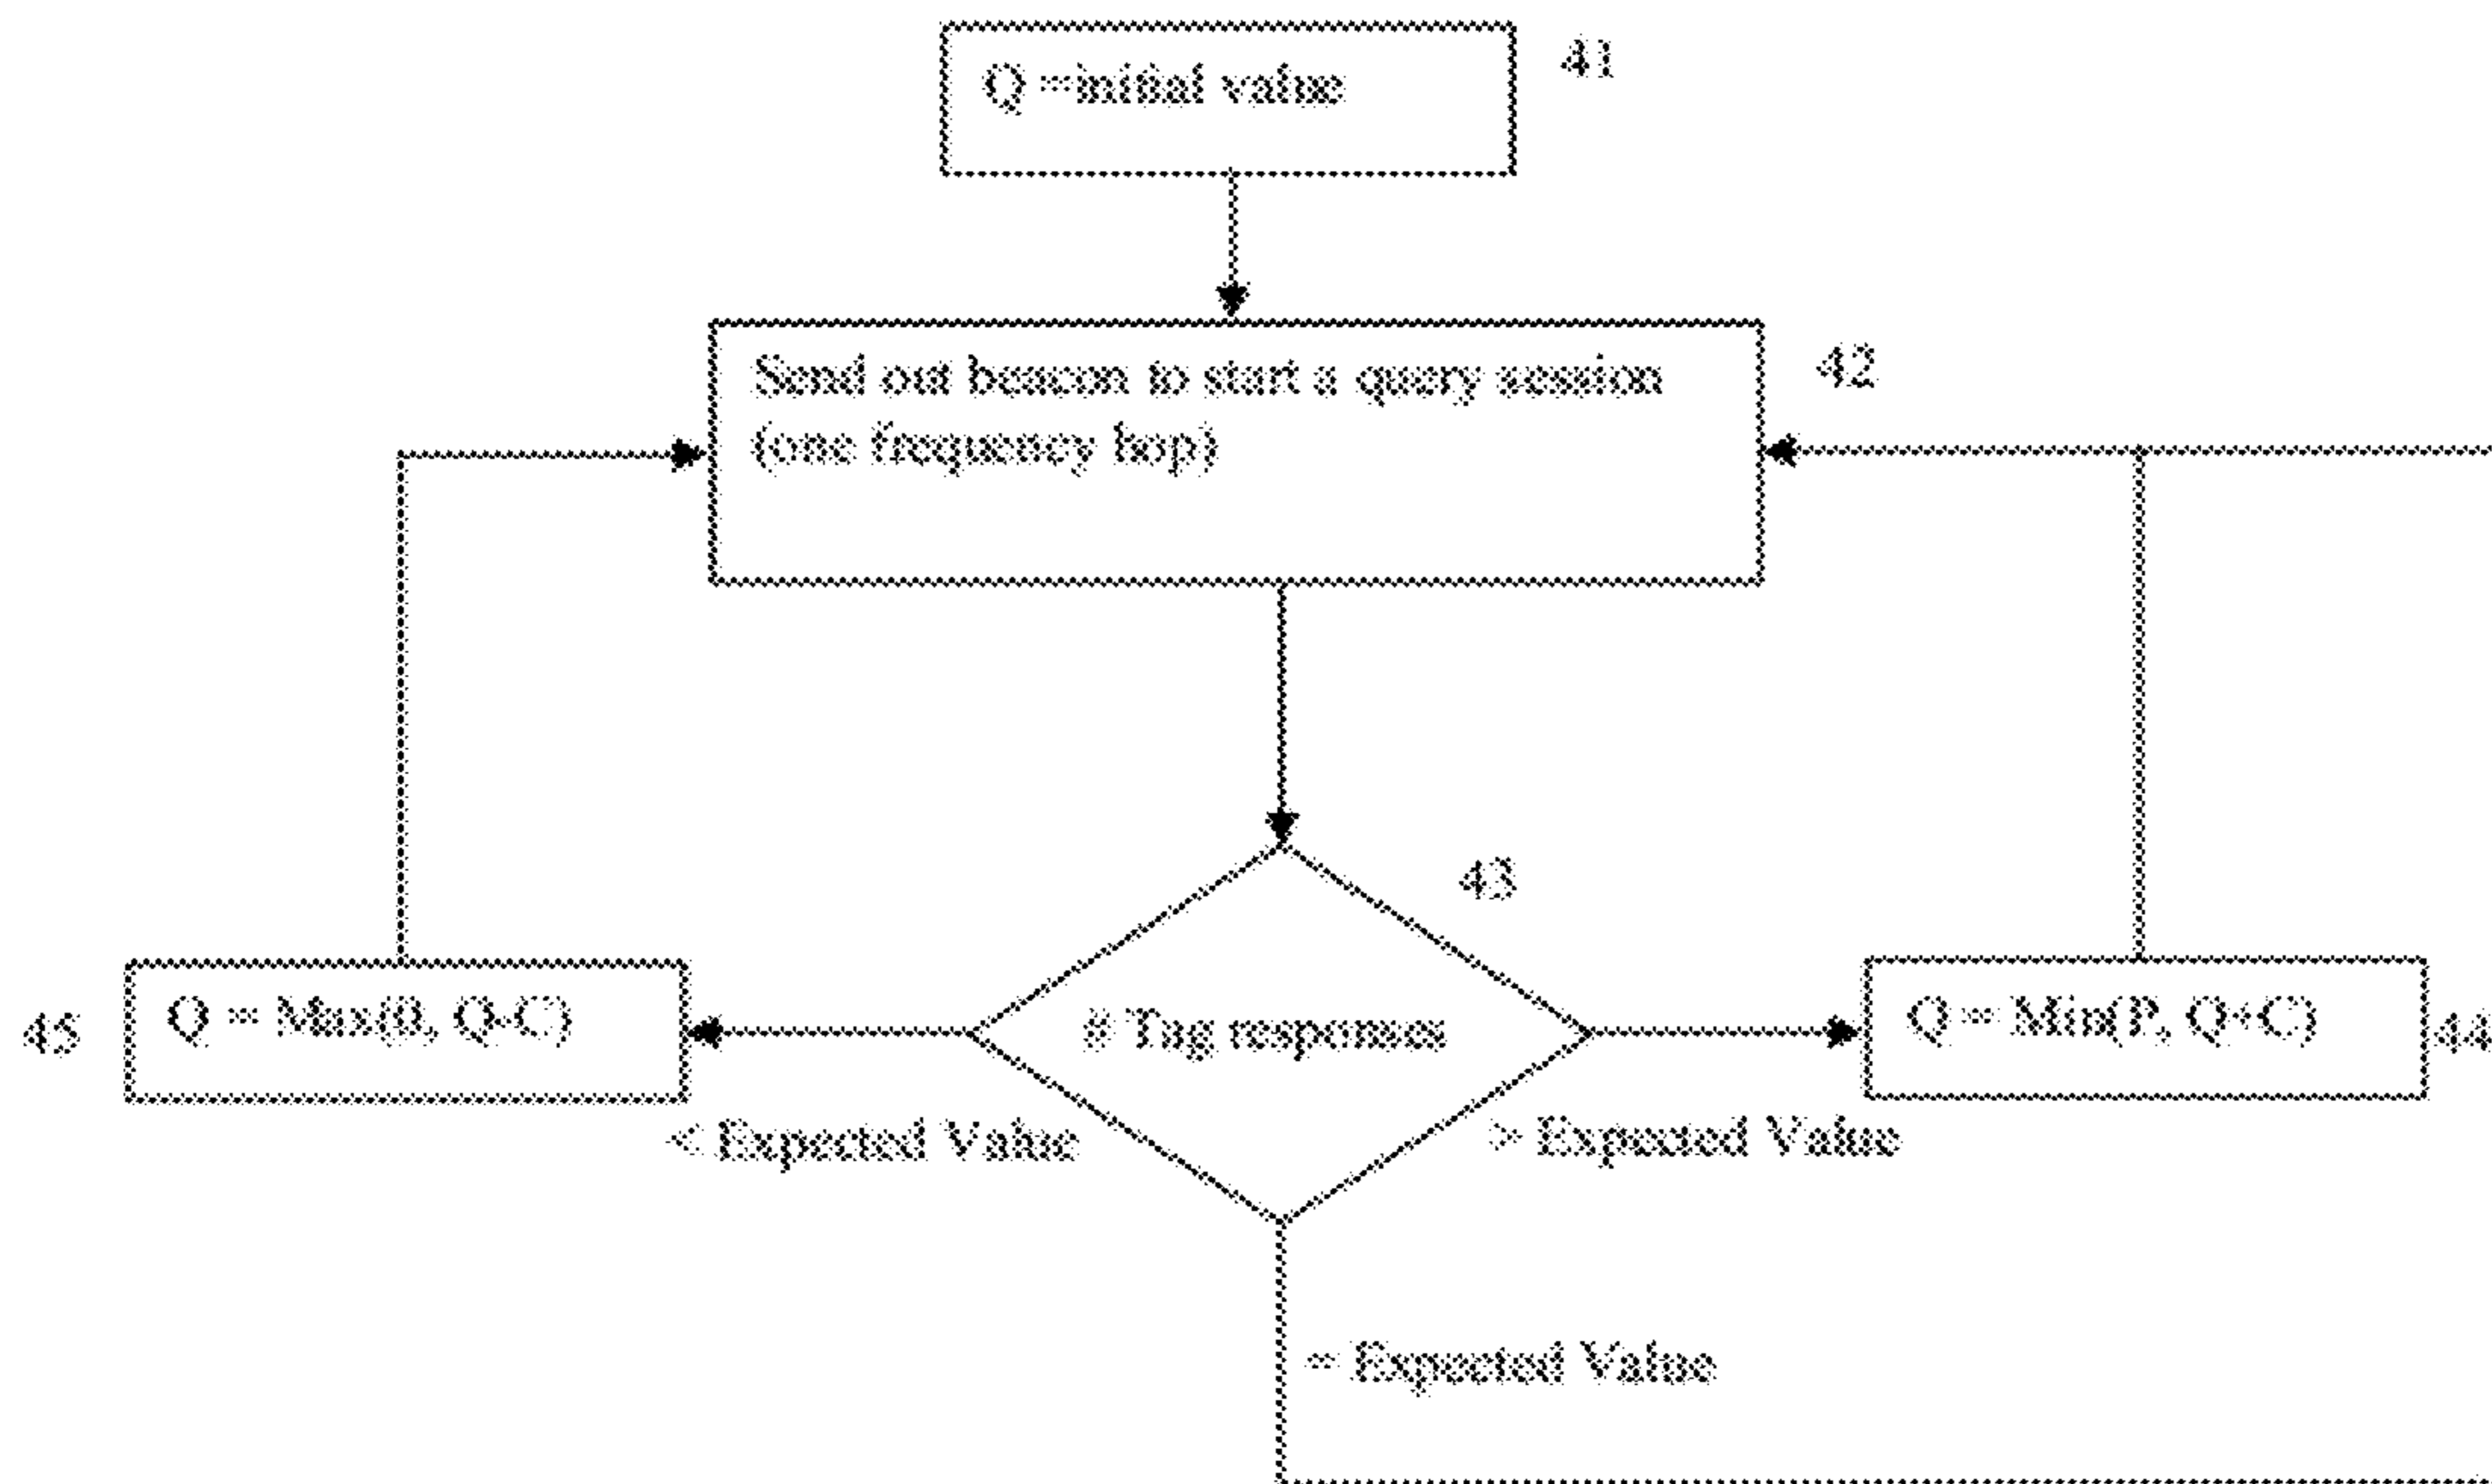 Q =initial value
41
Send out beacon to start a query session
(one frequency hop)
42
43
45
Q = Max(0, Q-C)
# Tag responses
Q = Min(P, Q+C)
44
< Expected Value
> Expected Value
= Expected Value